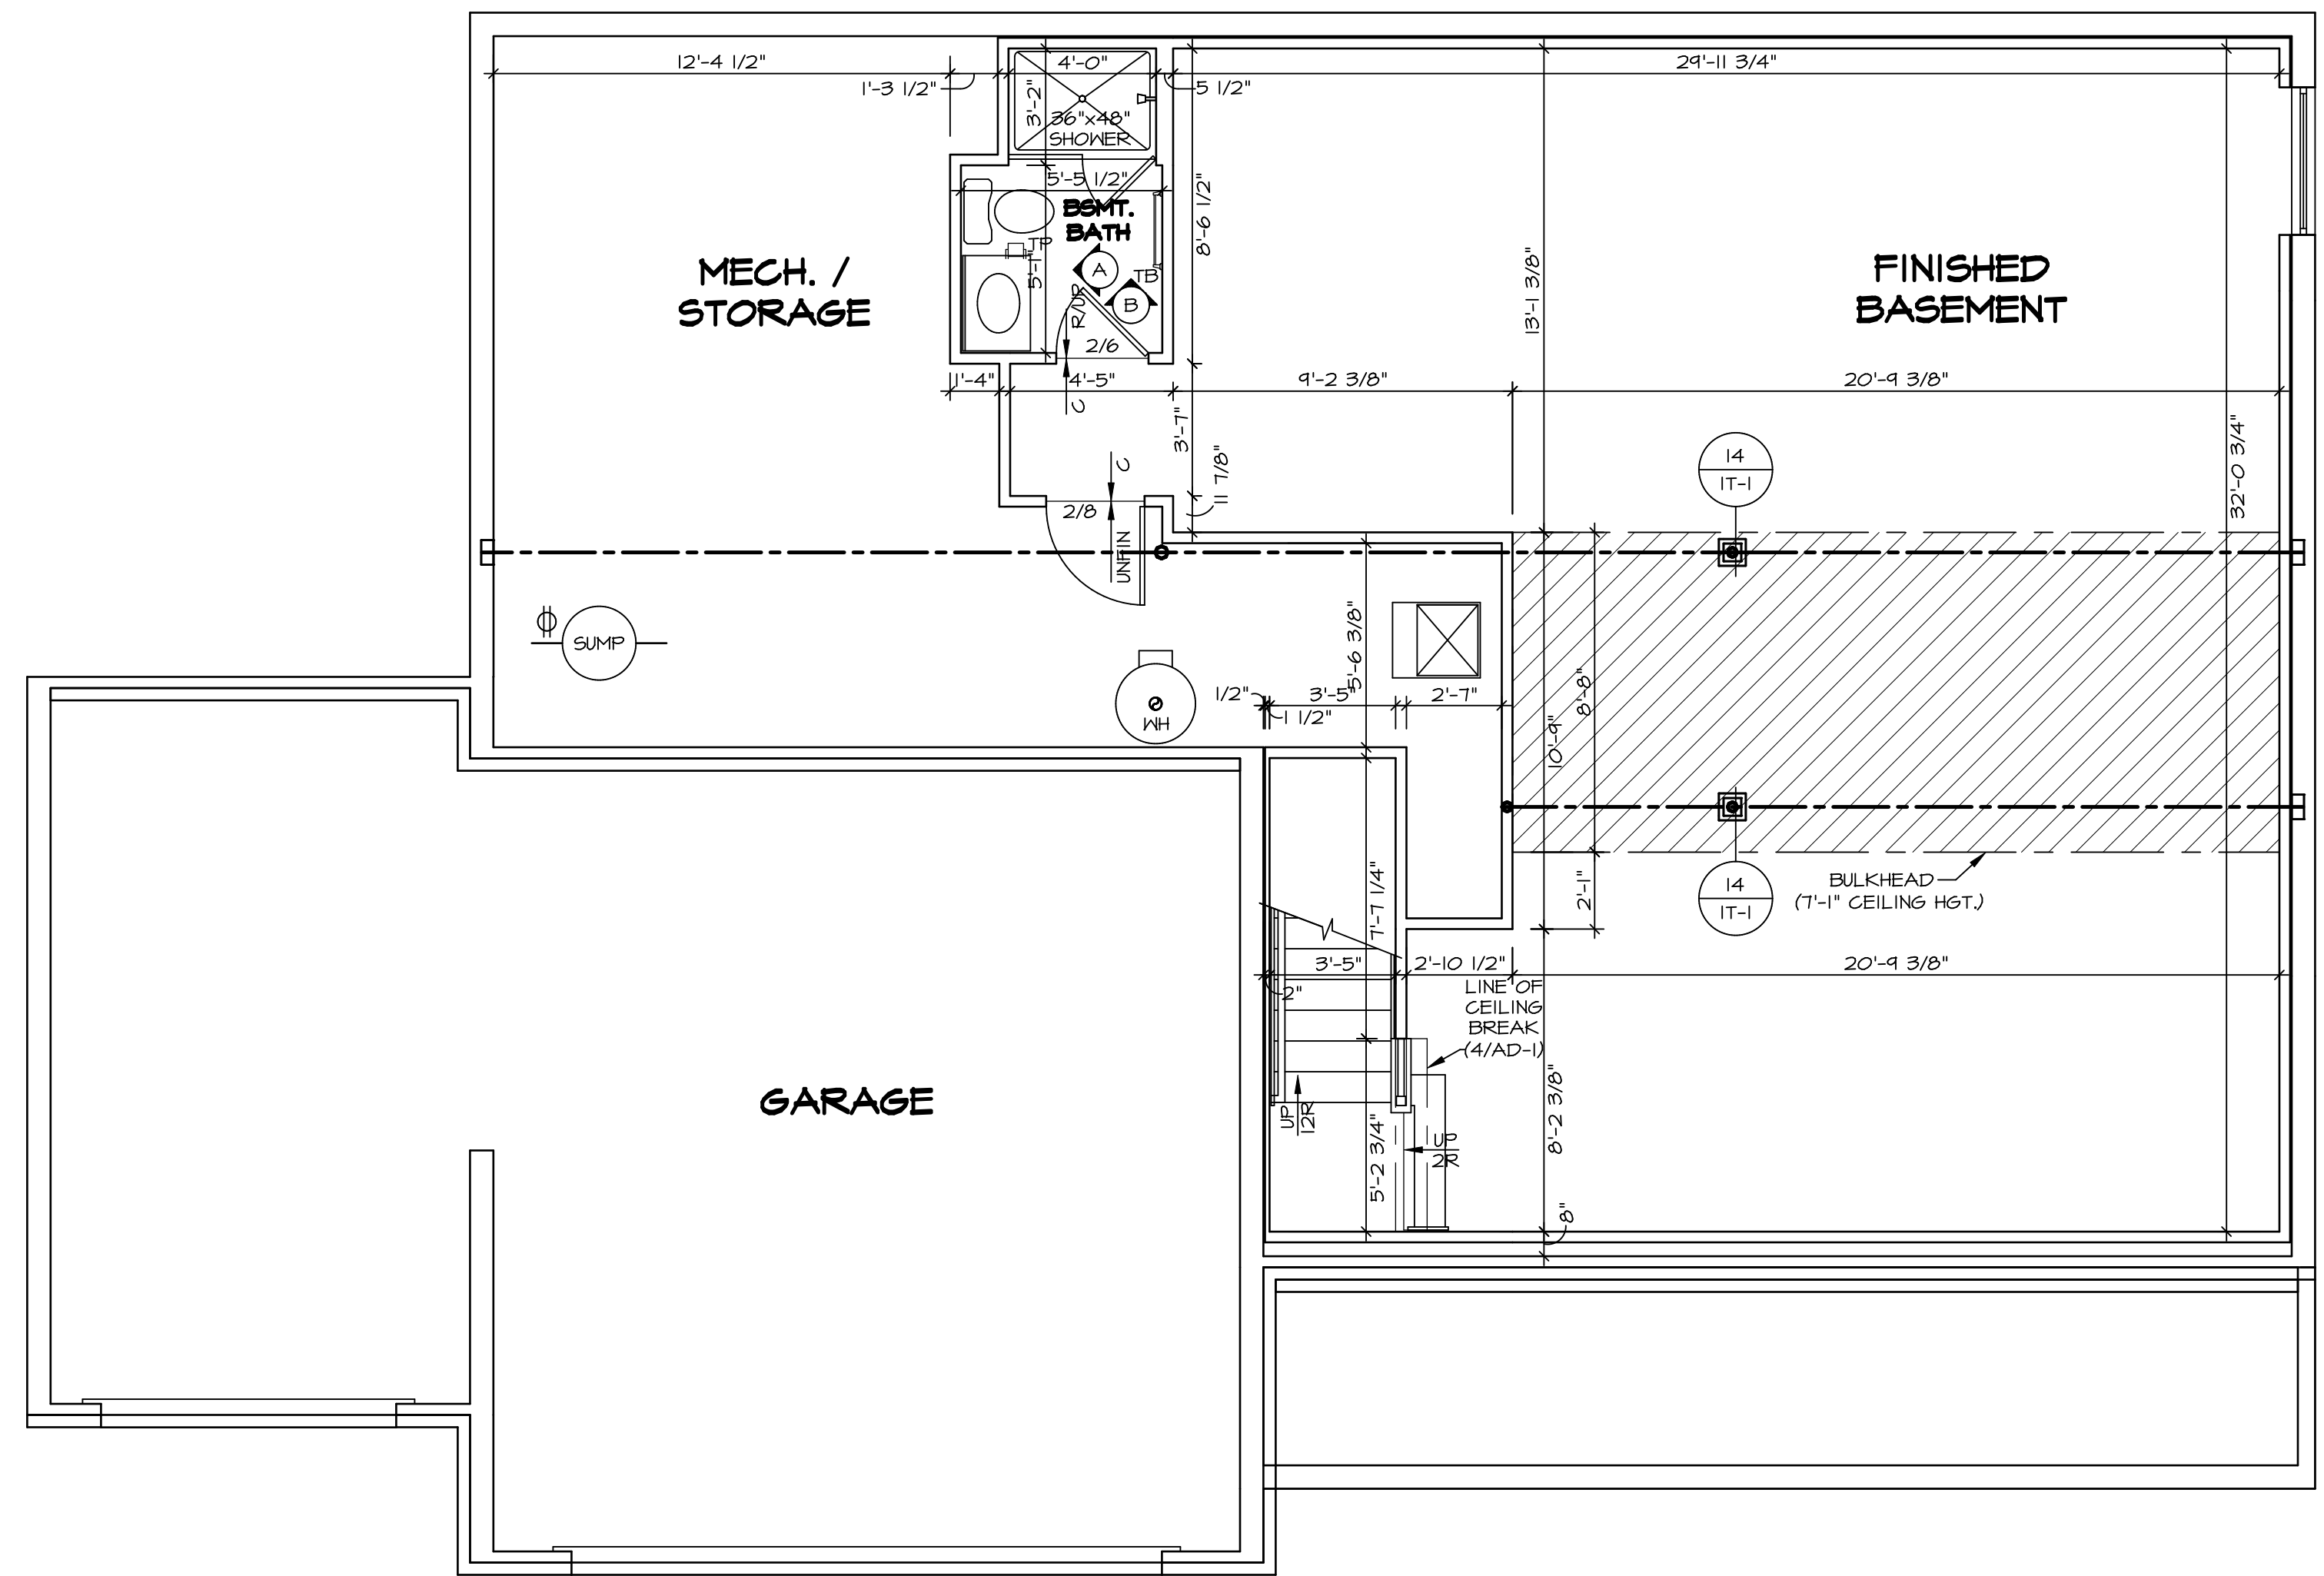 12'-4 1/2"
4'-0"
29'-11 3/4"
1'-3 1/2"
5 1/2"
3'-2"
36"x48"
SHOWER
5'-5 1/2"
BSMT.
BATH
8'-6 1/2"
TP
5'-1"
A
TB
B
R/UR
2/6
MECH. /
STORAGE
13'-1 3/8"
FINISHED
BASEMENT
1'-4"
4'-5"
9'-2 3/8"
20'-9 3/8"
C
3'-7"
11 7/8"
C
14
1T-1
32'-0 3/4"
2/8
UNFIN
SUMP
WH
5'-6 3/8"
1/2"
3'-5"
2'-7"
1 1/2"
8'-8"
10'-9"
7'-7 1/4"
2'-1"
14
1T-1
BULKHEAD
(7'-1" CEILING HGT.)
3'-5"
2'-10 1/2"
20'-9 3/8"
2"
LINE OF
CEILING
BREAK
(4/AD-1)
GARAGE
UP
12R
5'-2 3/4"
UP
2R
8'-2 3/8"
8"